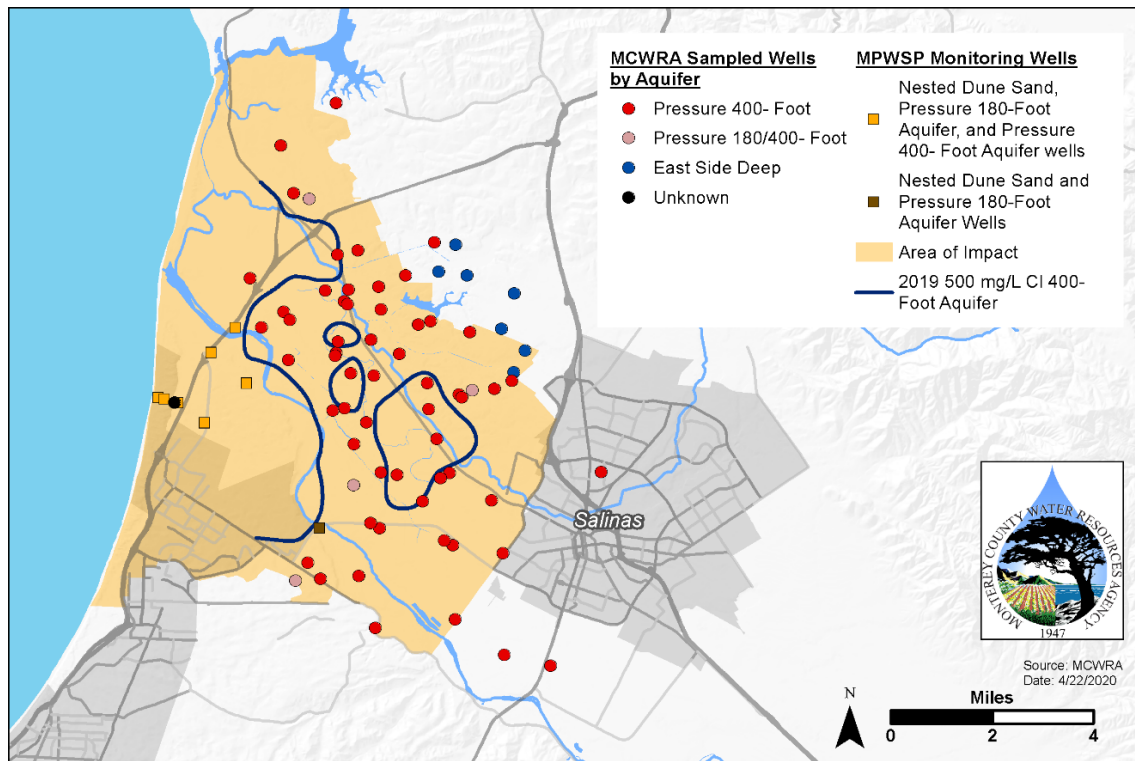 MCWRA Sampled Wells
by Aquifer
Pressure 400- Foot
Pressure 180/400- Foot
East Side Deep
Unknown
MPWSP Monitoring Wells
Nested Dune Sand,
Pressure 180-Foot
Aquifer, and Pressure
400- Foot Aquifer wells
Nested Dune Sand and
Pressure 180-Foot
Aquifer Wells
Area of Impact
2019 500 mg/L Cl 400-
Foot Aquifer
Salinas
MONTEREY COUNTY WATER RESOURCES AGENCY
1947
Source: MCWRA
Date: 4/22/2020
N
Miles
0 2 4